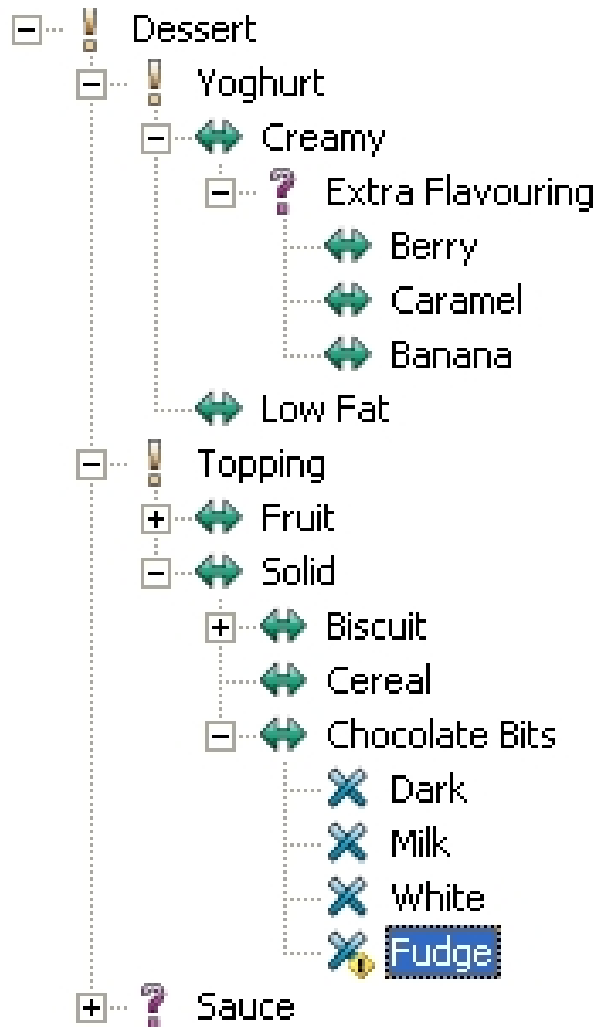 Dessert
Yoghurt
Creamy
Extra Flavouring
Berry
Caramel
Banana
Low Fat
Topping
Fruit
Solid
Biscuit
Cereal
Chocolate Bits
Dark
Milk
White
Fudge
Sauce